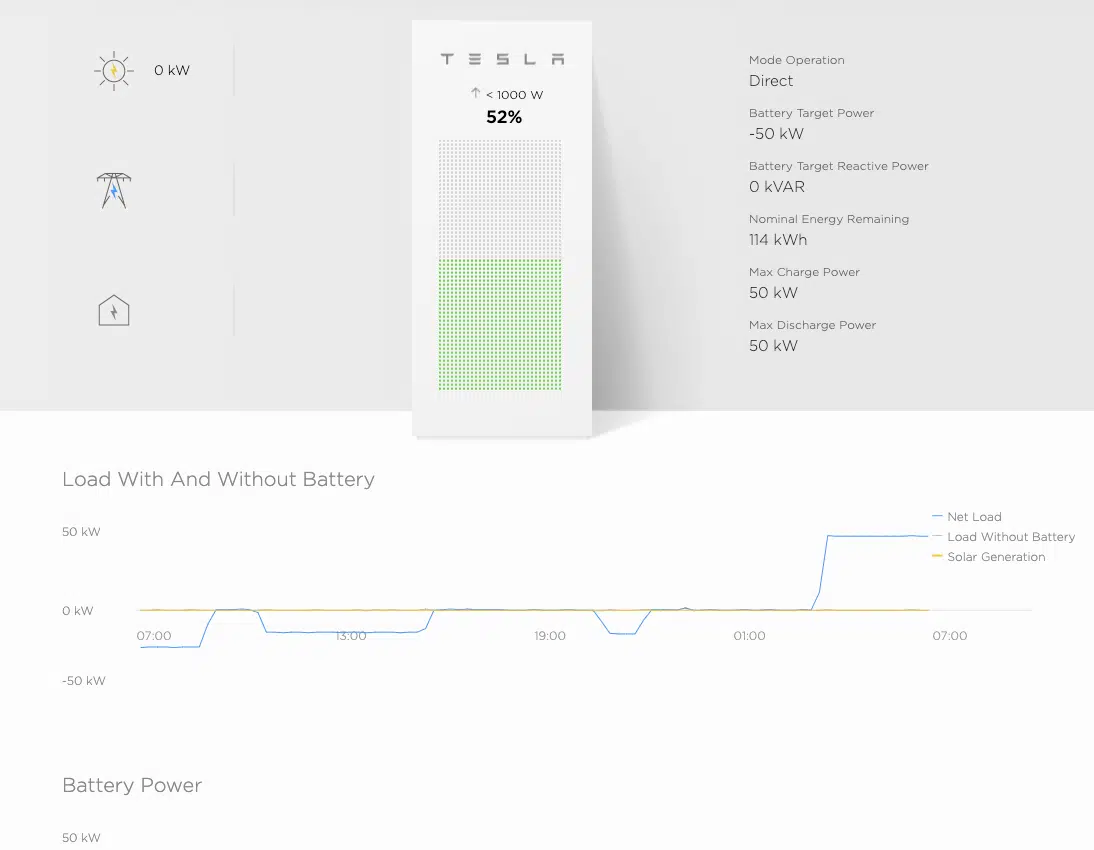 0 kW
TESLA
↑ < 1000 W
52%
Mode Operation
Direct
Battery Target Power
-50 kW
Battery Target Reactive Power
0 kVAR
Nominal Energy Remaining
114 kWh
Max Charge Power
50 kW
Max Discharge Power
50 kW
Load With And Without Battery
50 kW
0 kW
-50 kW
07:00
13:00
19:00
01:00
07:00
Net Load
Load Without Battery
Solar Generation
Battery Power
50 kW